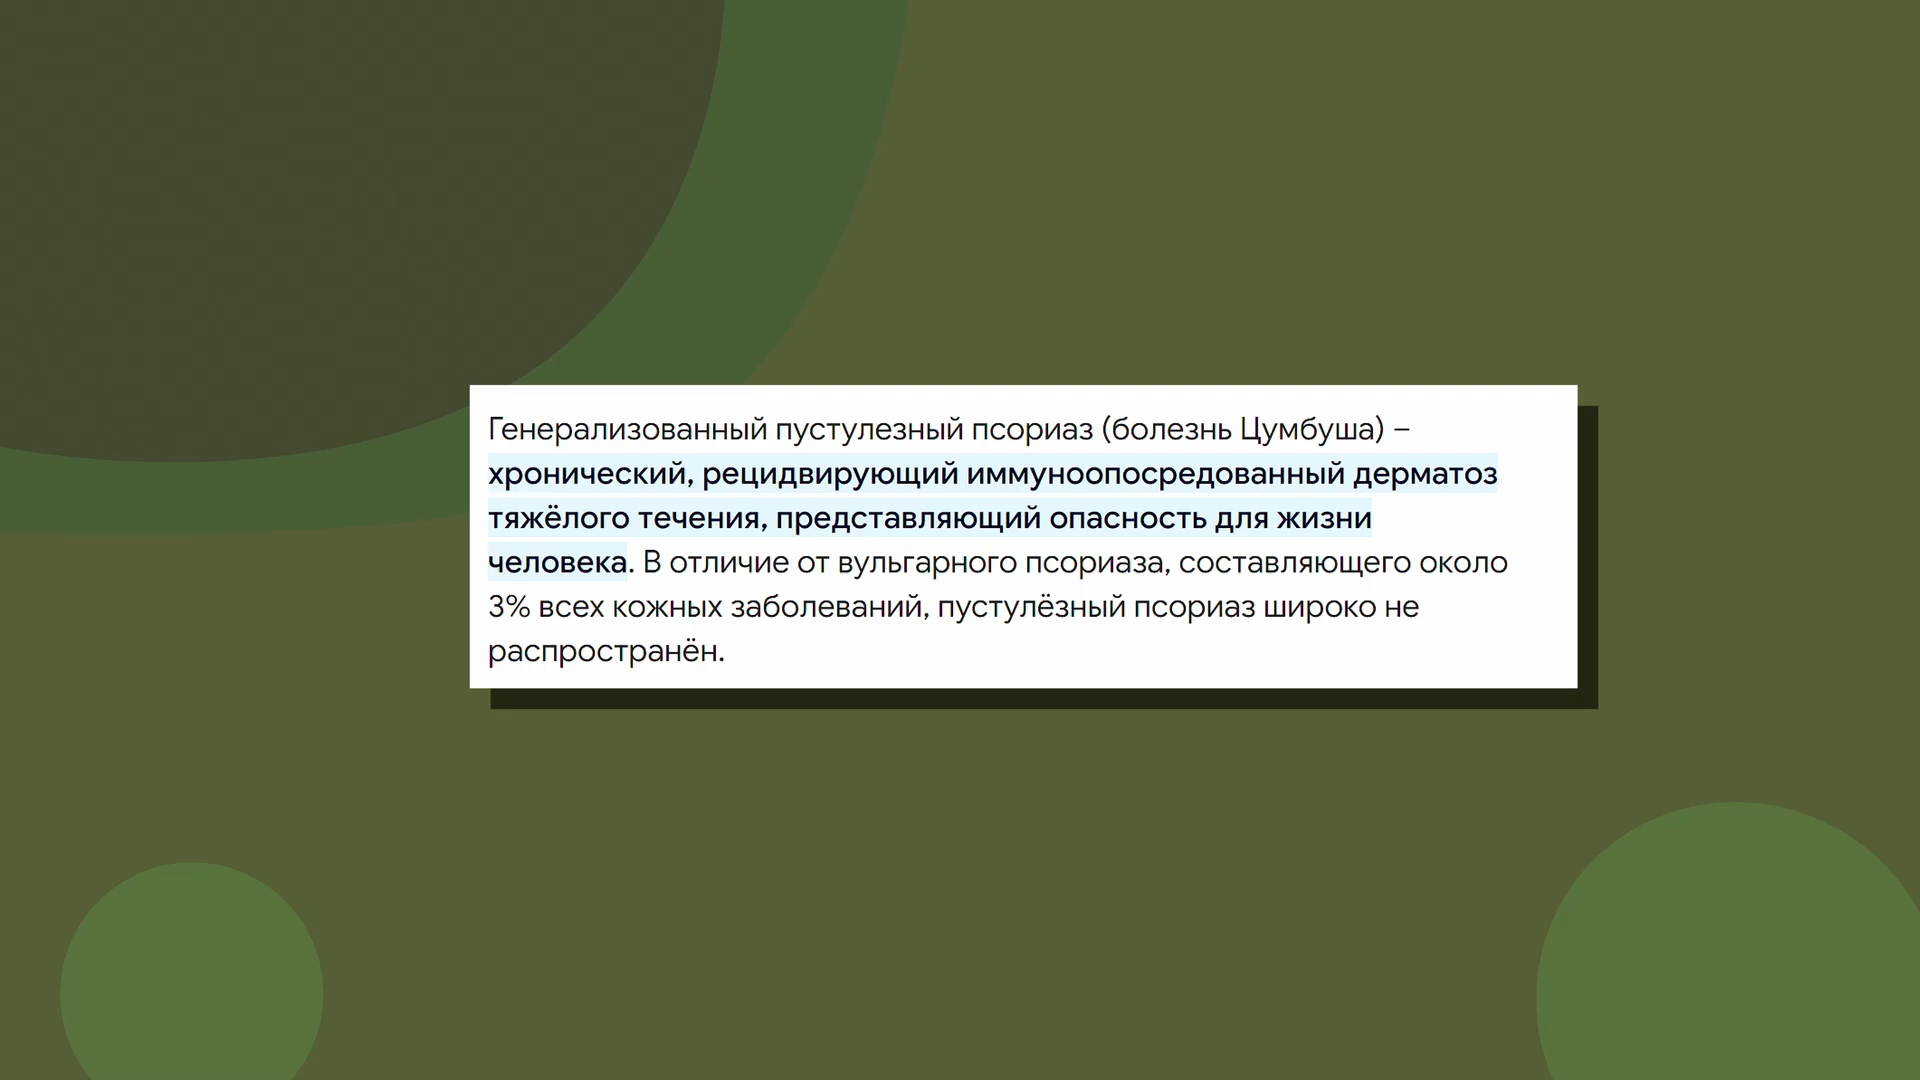 Генерализованный пустулезный псориаз (болезнь Цумбуша) –
хронический, рецидвирующий иммуноопосредованный дерматоз
тяжёлого течения, представляющий опасность для жизни
человека. В отличие от вульгарного псориаза, составляющего около
3% всех кожных заболеваний, пустулёзный псориаз широко не
распространён.